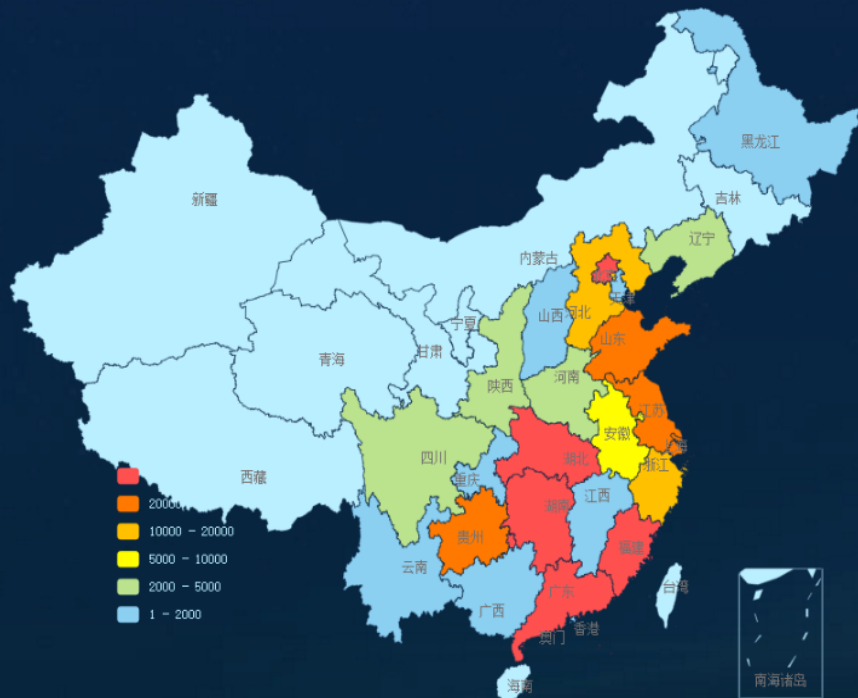 黑龙江
新疆
吉林
辽宁
内蒙古
天津
山西
河北
宁夏
山东
甘肃
青海
河南
陕西
江苏
安徽
上海
四川
湖北
浙江
西藏
重庆
江西
20000
湖南
10000 - 20000
贵州
福建
5000 - 10000
云南
2000 - 5000
台湾
广东
广西
1 - 2000
香港
澳门
南海诸岛
海南